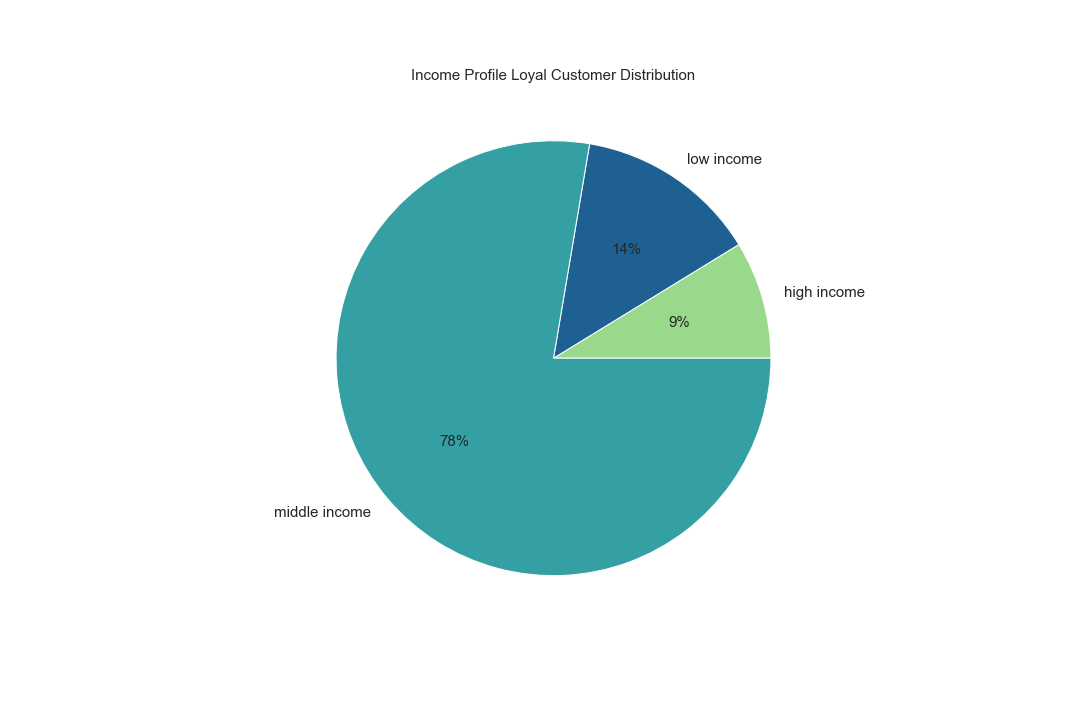 Income Profile Loyal Customer Distribution
low income
14%
high income
9%
78%
middle income